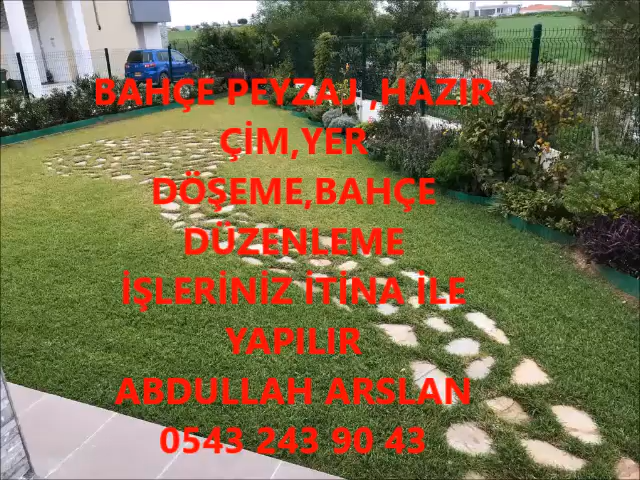 BAHÇE PEYZAJ ,HAZIR
ÇİM,YER
DÖŞEME,BAHÇE
DÜZENLEME
İŞLERİNİZ İTİNA İLE
YAPILIR
ABDULLAH ARSLAN
0543 243 90 43